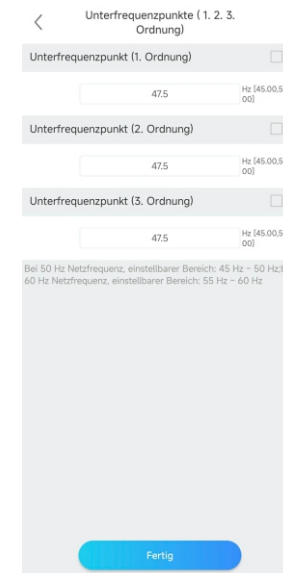 Unterfrequenzpunkte ( 1. 2. 3.
Ordnung)
Unterfrequenzpunkt (1. Ordnung)
47.5
Hz [45.00,5
00]
Unterfrequenzpunkt (2. Ordnung)
47.5
Hz [45.00,5
00]
Unterfrequenzpunkt (3. Ordnung)
47.5
Hz [45.00,5
00]
Bei 50 Hz Netzfrequenz, einstellbarer Bereich: 45 Hz – 50 Hz;
60 Hz Netzfrequenz, einstellbarer Bereich: 55 Hz – 60 Hz
Fertig